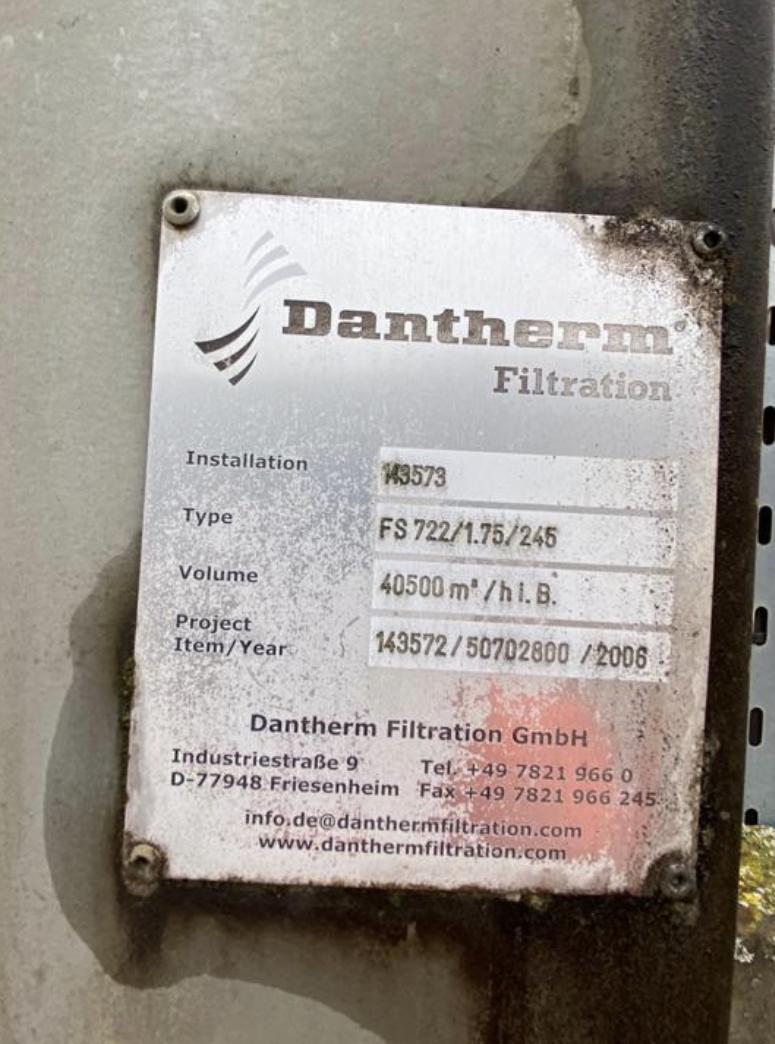 Dantherm
Filtration
Installation 143573
Type FS 722/1.75/245
Volume 40500 m³/h i. B.
Project
Item/Year 143572/50702800 /2006
Dantherm Filtration GmbH
Industriestraße 9 Tel. +49 7821 966 0
D-77948 Friesenheim Fax +49 7821 966 245
info.de@danthermfiltration.com
www.danthermfiltration.com